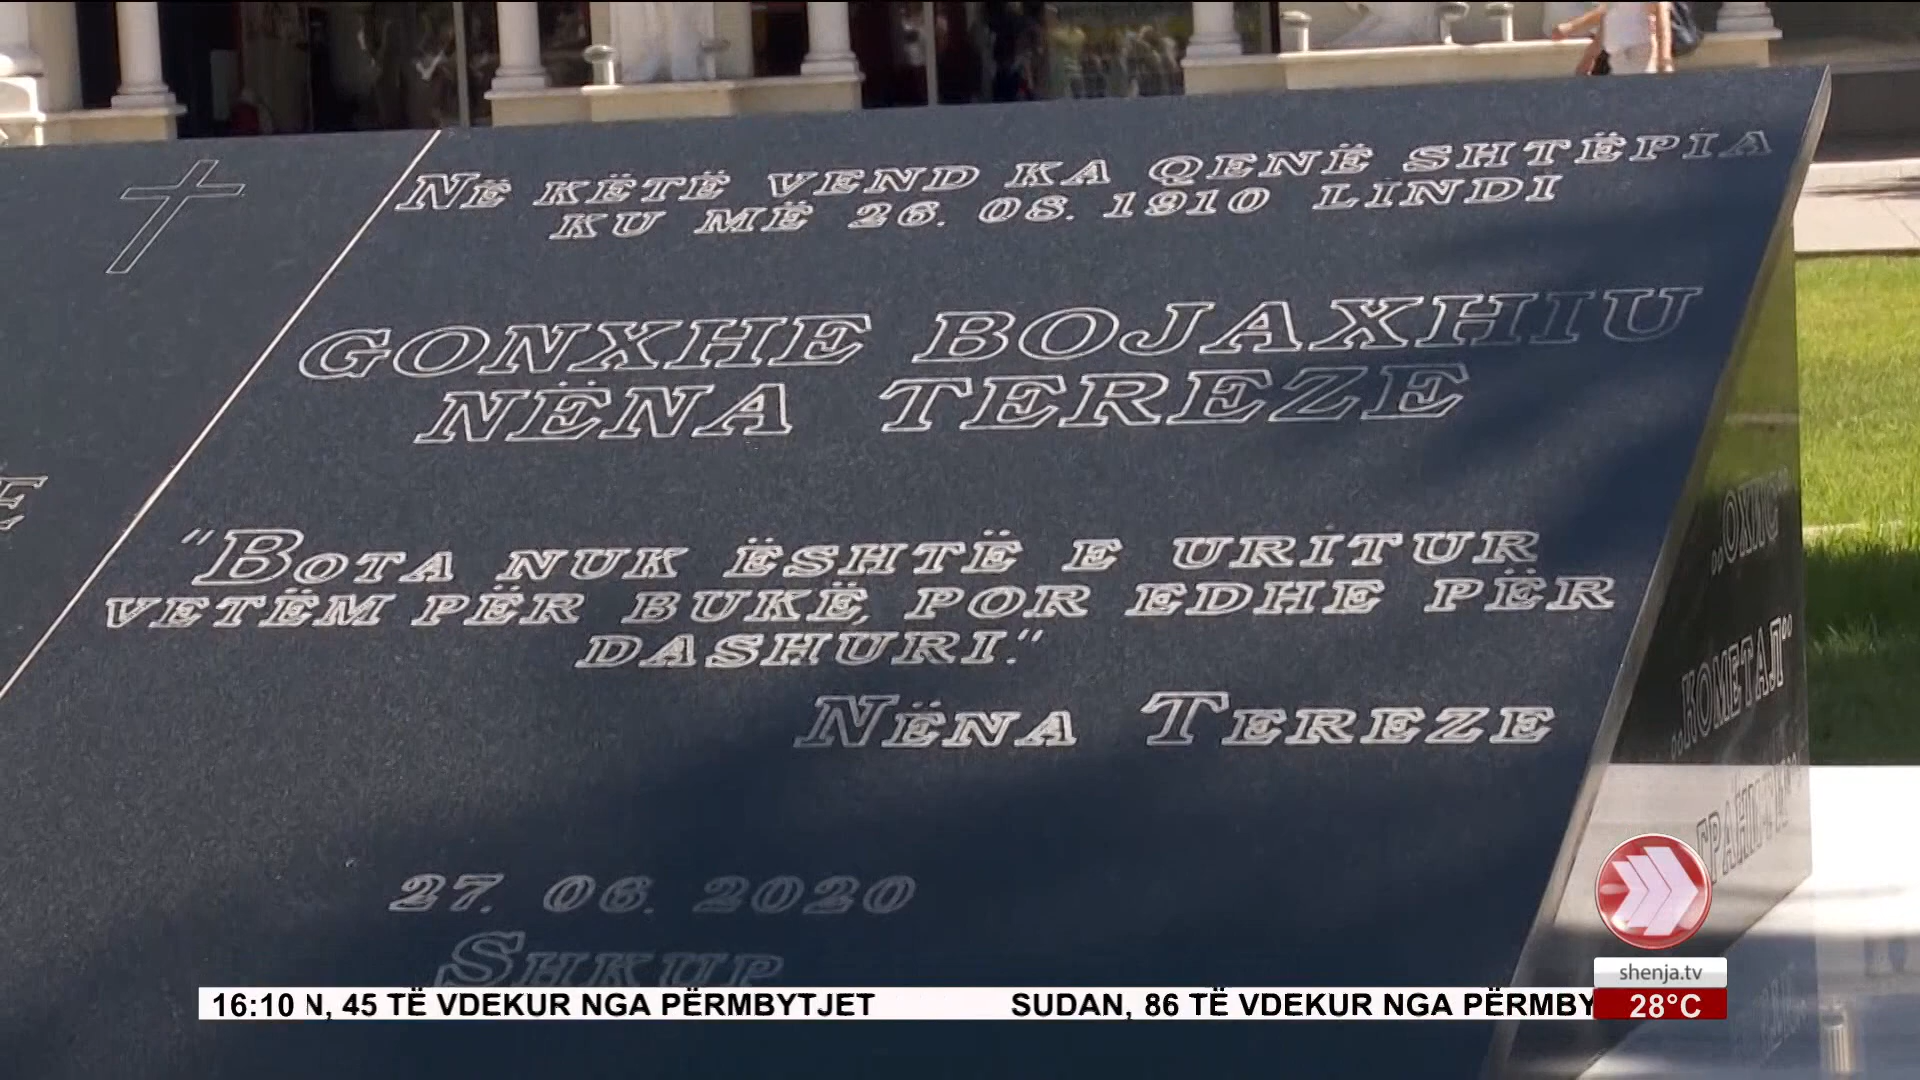 NË KËTË VEND KA QENË SHTËPIA
KU MË 26. 08. 1910 LINDI
GONXHE BOJAXHIU
NËNA TEREZE
"BOTA NUK ËSHTË E URITUR
VETËM PËR BUKË, POR EDHE PËR
DASHURI."
NËNA TEREZE
27. 06. 2020
SHKUP
E
„ОХИС“
„КОМЕТАЛ“
shenja.tv
16:10 N, 45 TË VDEKUR NGA PËRMBYTJET SUDAN, 86 TË VDEKUR NGA PËRMBY 28°C